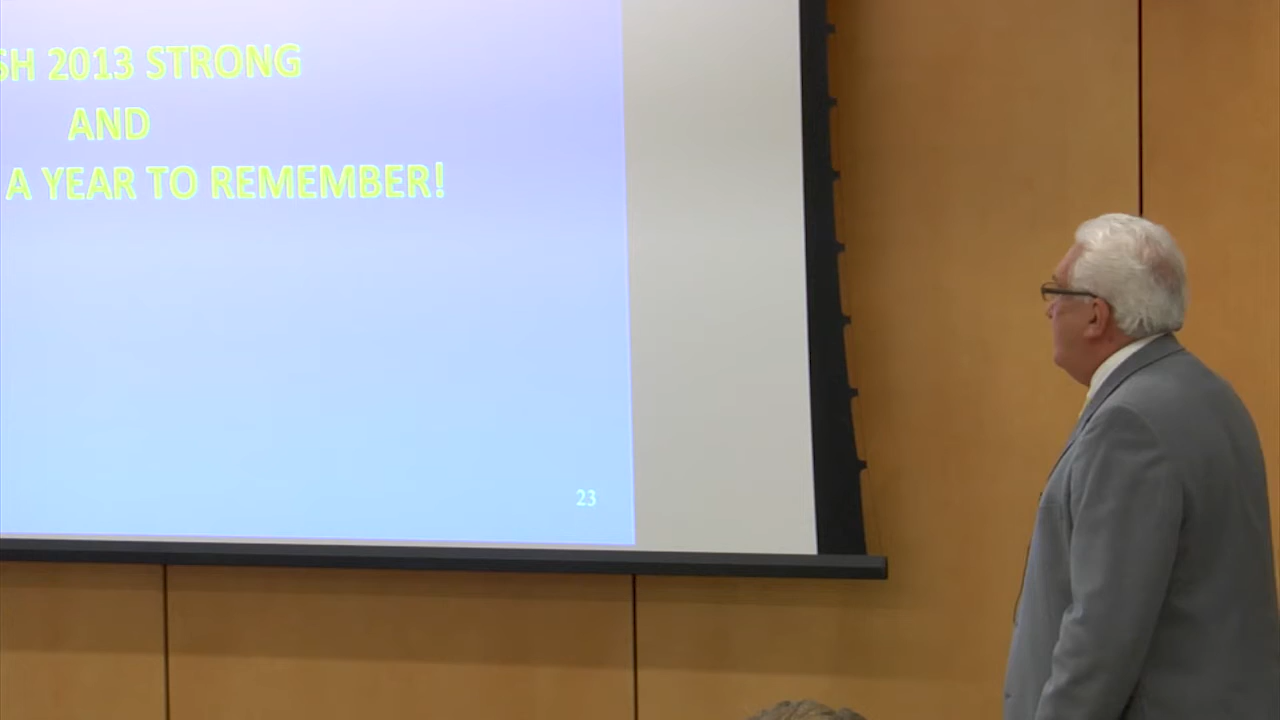 SH 2013 STRONG
AND
A YEAR TO REMEMBER!
23